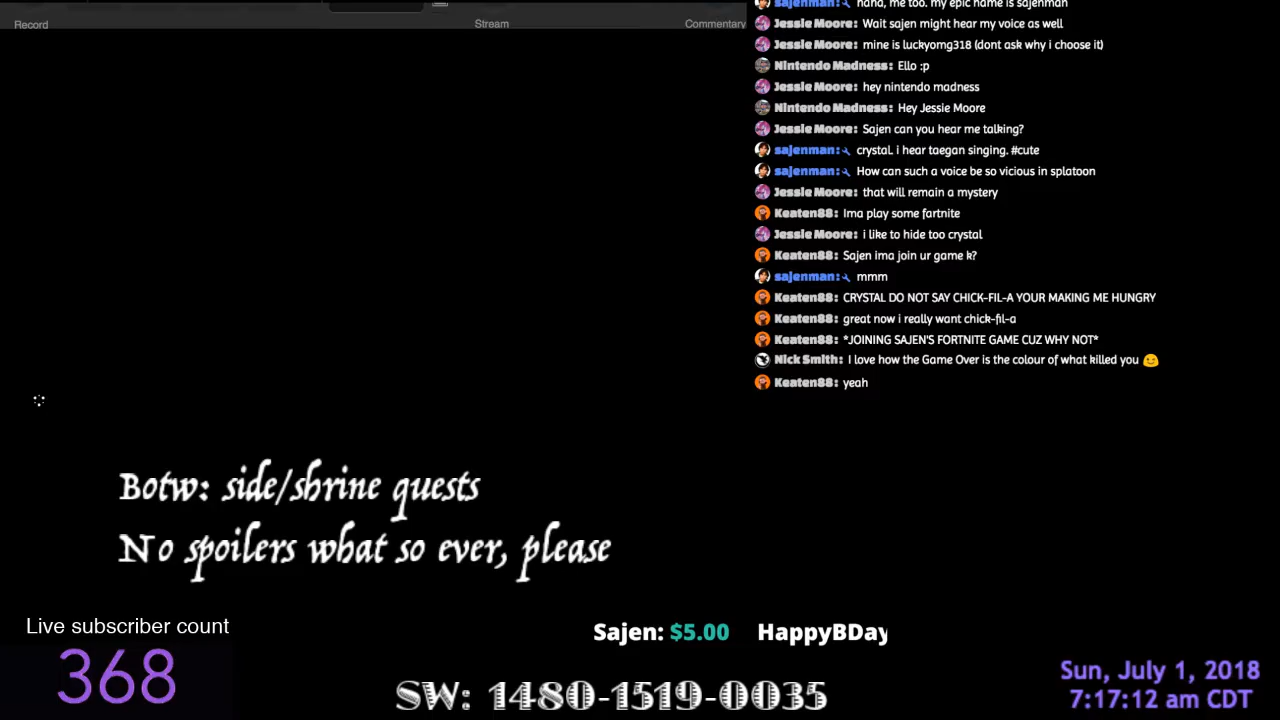 Record
Stream
Commentary
sajenman: haha, me too. my epic name is sajenman
Jessie Moore: Wait sajen might hear my voice as well
Jessie Moore: mine is luckyomg318 (dont ask why i choose it)
Nintendo Madness: Ello :p
Jessie Moore: hey nintendo madness
Nintendo Madness: Hey Jessie Moore
Jessie Moore: Sajen can you hear me talking?
sajenman: crystal. i hear taegan singing. #cute
sajenman: How can such a voice be so vicious in splatoon
Jessie Moore: that will remain a mystery
Keaten88: Ima play some fartnite
Jessie Moore: i like to hide too crystal
Keaten88: Sajen ima join ur game k?
sajenman: mmm
Keaten88: CRYSTAL DO NOT SAY CHICK-FIL-A YOUR MAKING ME HUNGRY
Keaten88: great now i really want chick-fil-a
Keaten88: *JOINING SAJEN'S FORTNITE GAME CUZ WHY NOT*
Nick Smith: I love how the Game Over is the colour of what killed you 😊
Keaten88: yeah
Botw: side/shrine quests
No spoilers what so ever, please
Live subscriber count
368
Sajen: $5.00 HappyBDay
SW: 1480-1519-0035
Sun, July 1, 2018
7:17:12 am CDT